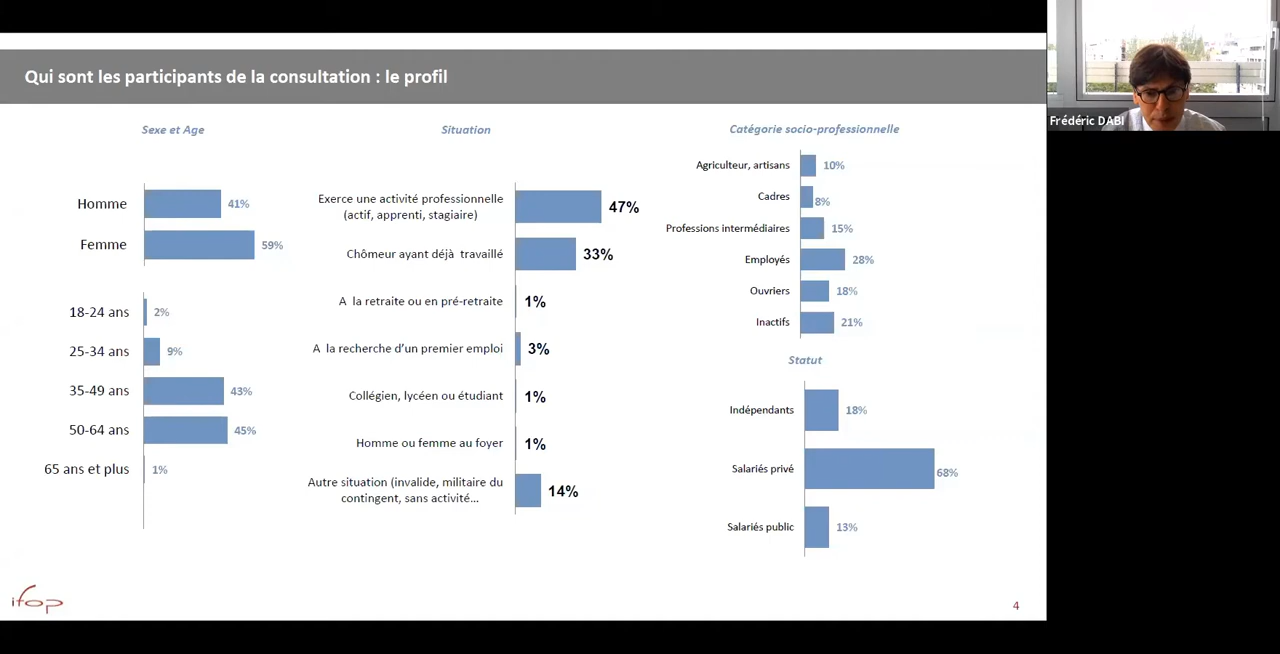 Qui sont les participants de la consultation : le profil
Frédéric DABI
Sexe et Age
Homme
41%
Femme
59%
18-24 ans
2%
25-34 ans
9%
35-49 ans
43%
50-64 ans
45%
65 ans et plus
1%
Situation
Exerce une activité professionnelle
(actif, apprenti, stagiaire)
47%
Chômeur ayant déjà travaillé
33%
A la retraite ou en pré-retraite
1%
A la recherche d'un premier emploi
3%
Collégien, lycéen ou étudiant
1%
Homme ou femme au foyer
1%
Autre situation (invalide, militaire du
contingent, sans activité...
14%
Catégorie socio-professionnelle
Agriculteur, artisans
10%
Cadres
8%
Professions intermédiaires
15%
Employés
28%
Ouvriers
18%
Inactifs
21%
Statut
Indépendants
18%
Salariés privé
68%
Salariés public
13%
ifop
4